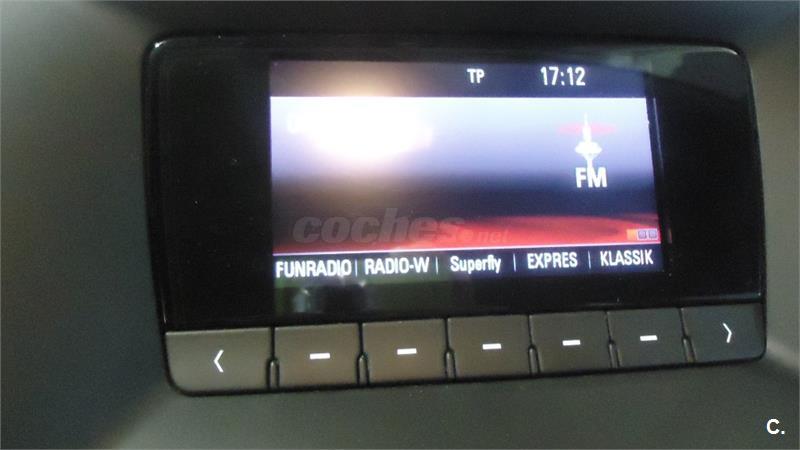 TP 17:12
FM
coches.net
FUNRADIO RADIO-W Superfly EXPRES KLASSIK
C.